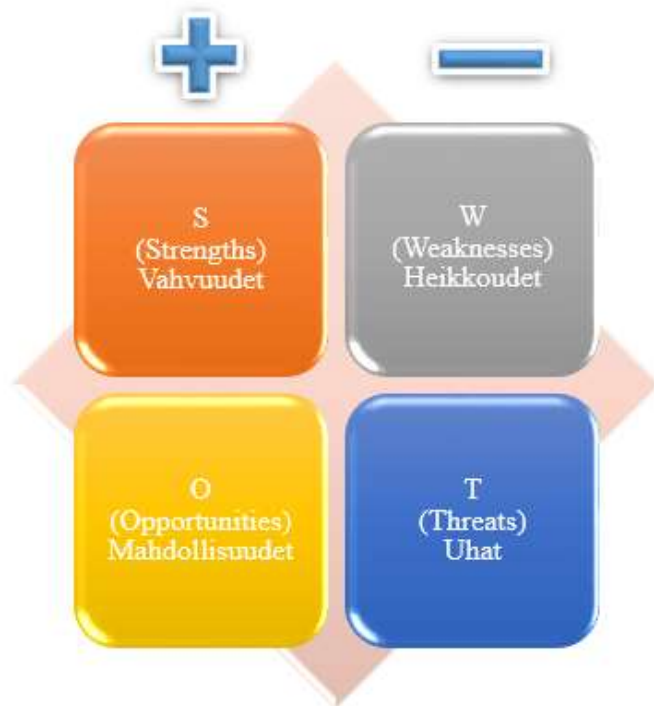 S
(Strengths)
Vahvuudet
W
(Weaknesses)
Heikkoudet
O
(Opportunities)
Mahdollisuudet
T
(Threats)
Uhat